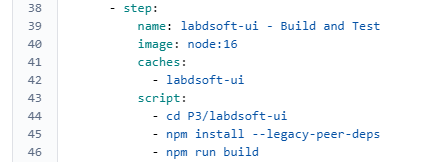 38 - step:
39 name: labdsoft-ui - Build and Test
40 image: node:16
41 caches:
42 - labdsoft-ui
43 script:
44 - cd P3/labdsoft-ui
45 - npm install --legacy-peer-deps
46 - npm run build